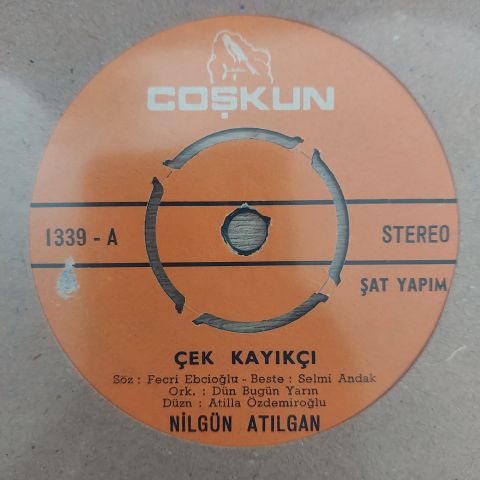 COŞKUN
1339 - A
STEREO
ŞAT YAPIM
ÇEK KAYIKÇI
Söz : Fecri Ebcioğlu - Beste : Selmi Andak
Ork. : Dün Bugün Yarın
Düzn : Atilla Özdemiroğlu
NİLGÜN ATILGAN